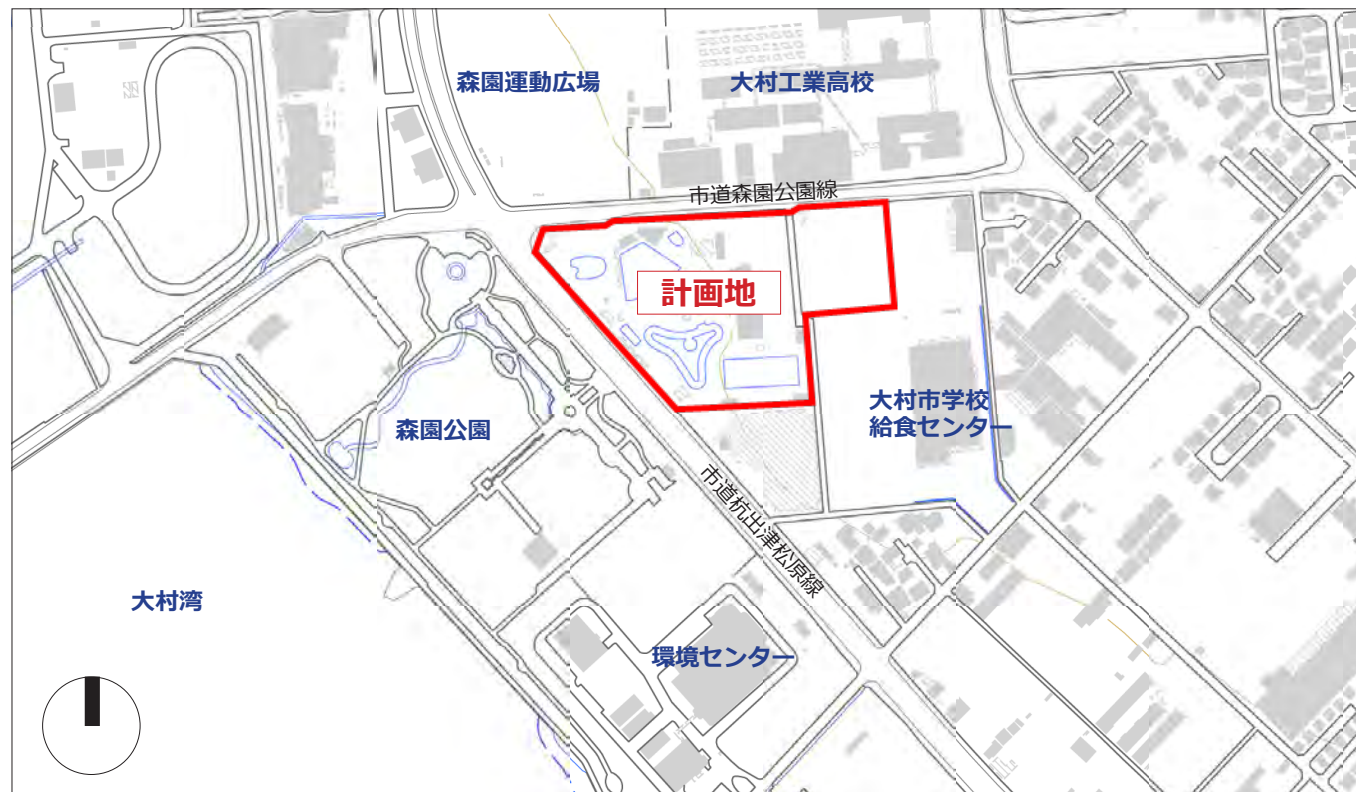 森園運動広場
大村工業高校
市道森園公園線
計画地
大村市学校
給食センター
森園公園
市道杭出津松原線
大村湾
環境センター